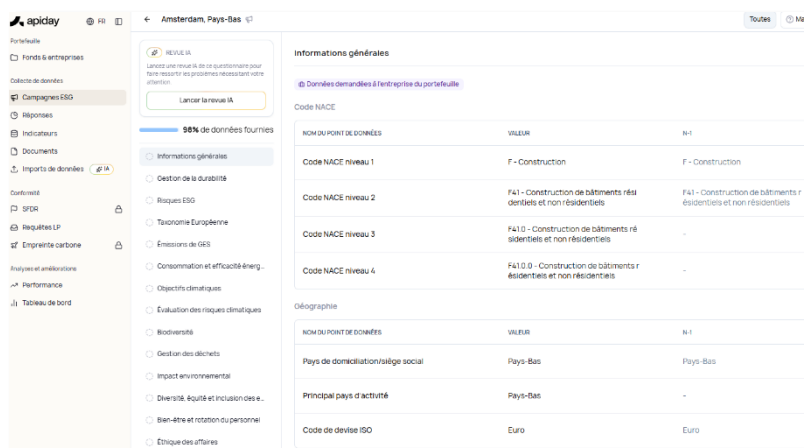 apiday
FR
Portefeuille
Fonds & entreprises
Collecte de données
Campagnes ESG
Réponses
Indicateurs
Documents
Imports de données
IA
Conformité
SFDR
Requêtes LP
Empreinte carbone
Analyses et améliorations
Performance
Tableau de bord
Amsterdam, Pays-Bas
Toutes
REVUE IA
Lancez une revue IA de ce questionnaire pour
faire ressortir les problèmes nécessitant votre
attention.
Lancer la revue IA
98% de données fournies
Informations générales
Gestion de la durabilité
Risques ESG
Taxonomie Européenne
Émissions de GES
Consommation et efficacité énerg...
Objectifs climatiques
Évaluation des risques climatiques
Biodiversité
Gestion des déchets
Impact environnemental
Diversité, équité et inclusion des e...
Bien-être et rotation du personnel
Éthique des affaires
Informations générales
Données demandées à l'entreprise du portefeuille
Code NACE
NOM DU POINT DE DONNÉES VALEUR N-1
Code NACE niveau 1 F - Construction F - Construction
Code NACE niveau 2 F41 - Construction de bâtiments rési F41 - Construction de bâtiments r
dentiels et non résidentiels ésidentiels et non résidentiels
Code NACE niveau 3 F41.0 - Construction de bâtiments ré -
sidentiels et non résidentiels
Code NACE niveau 4 F41.0.0 - Construction de bâtiments r -
ésidentiels et non résidentiels
Géographie
NOM DU POINT DE DONNÉES VALEUR N-1
Pays de domiciliation/siège social Pays-Bas Pays-Bas
Principal pays d'activité Pays-Bas -
Code de devise ISO Euro Euro